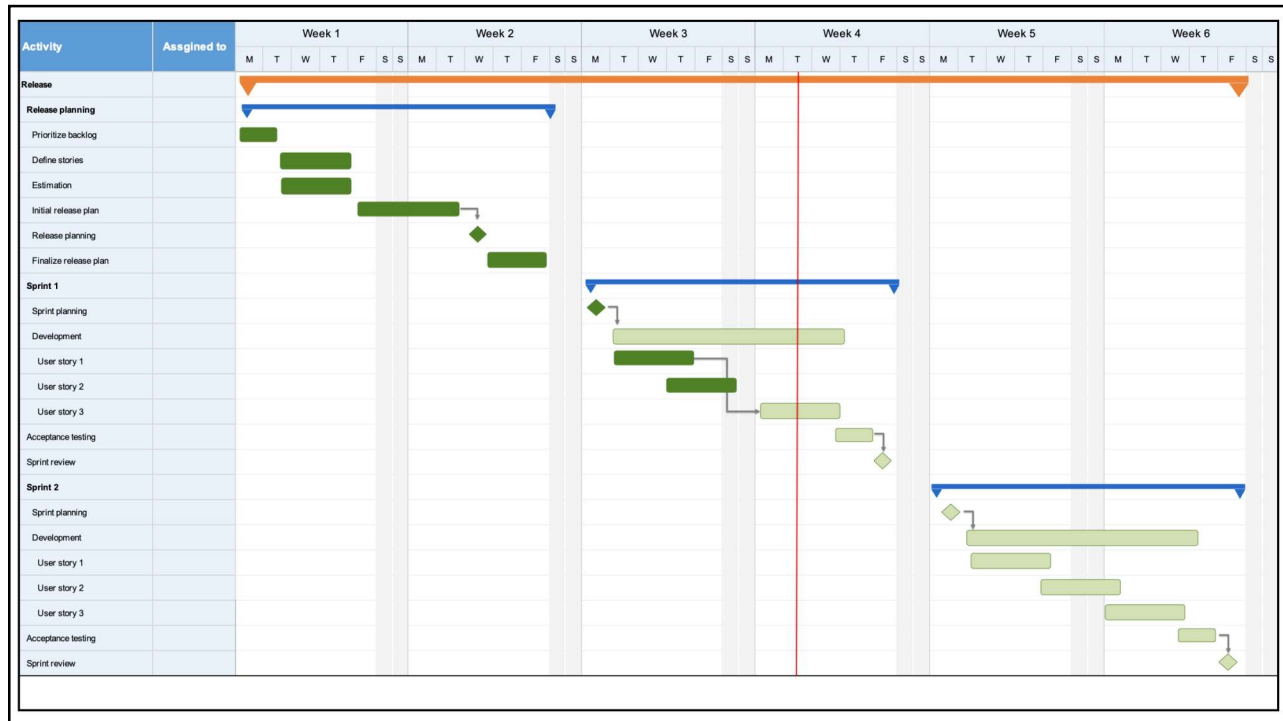 Activity Assgined to Week 1 Week 2 Week 3 Week 4 Week 5 Week 6
M T W T F S S M T W T F S S M T W T F S S M T W T F S S M T W T F S S M T W T F S S
Release
Release planning
Prioritize backlog
Define stories
Estimation
Initial release plan
Release planning
Finalize release plan
Sprint 1
Sprint planning
Development
User story 1
User story 2
User story 3
Acceptance testing
Sprint review
Sprint 2
Sprint planning
Development
User story 1
User story 2
User story 3
Acceptance testing
Sprint review